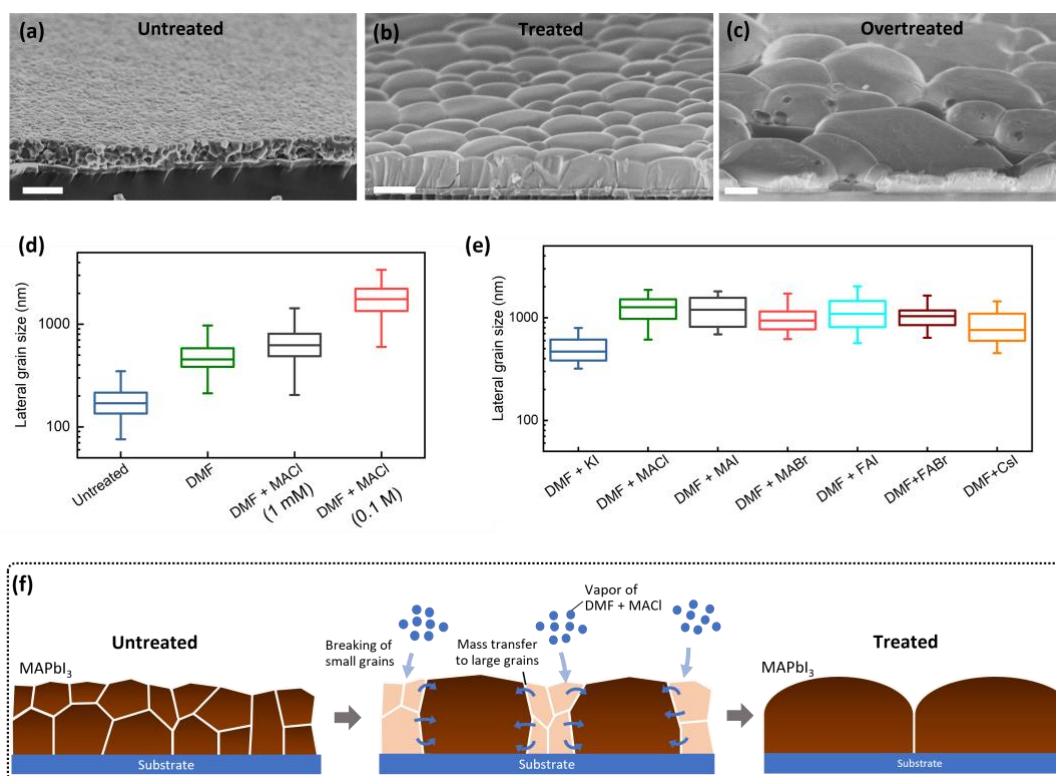 (a) Untreated
(b) Treated
(c) Overtreated
(d)
Lateral grain size (nm)
1000
100
Untreated
DMF
DMF + MACl
(1 mM)
DMF + MACl
(0.1 M)
(e)
Lateral grain size (nm)
1000
100
DMF + KI
DMF + MACl
DMF + MAI
DMF + MABr
DMF + FAI
DMF+FABr
DMF+CsI
(f)
Untreated
MAPbI3
Substrate
Breaking of
small grains
Mass transfer
to large grains
Vapor of
DMF + MACl
Substrate
Treated
MAPbI3
Substrate